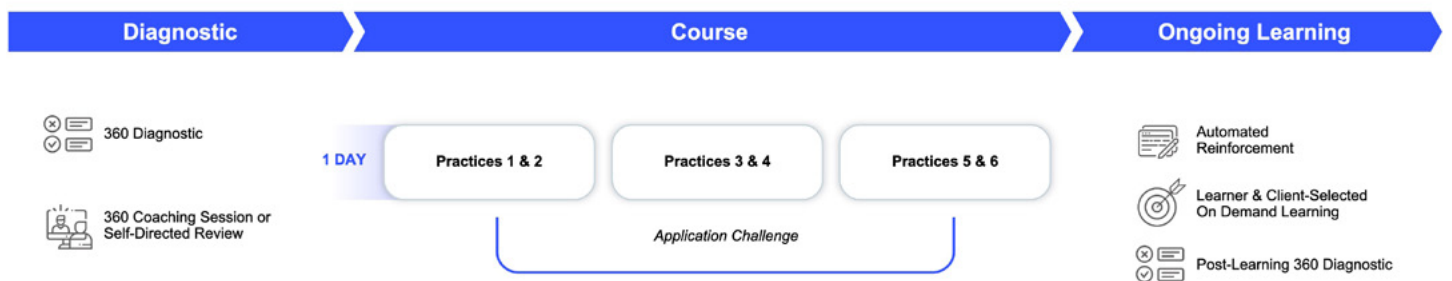 Diagnostic
Course
Ongoing Learning
360 Diagnostic
360 Coaching Session or
Self-Directed Review
1 DAY
Practices 1 & 2
Practices 3 & 4
Practices 5 & 6
Application Challenge
Automated
Reinforcement
Learner & Client-Selected
On Demand Learning
Post-Learning 360 Diagnostic